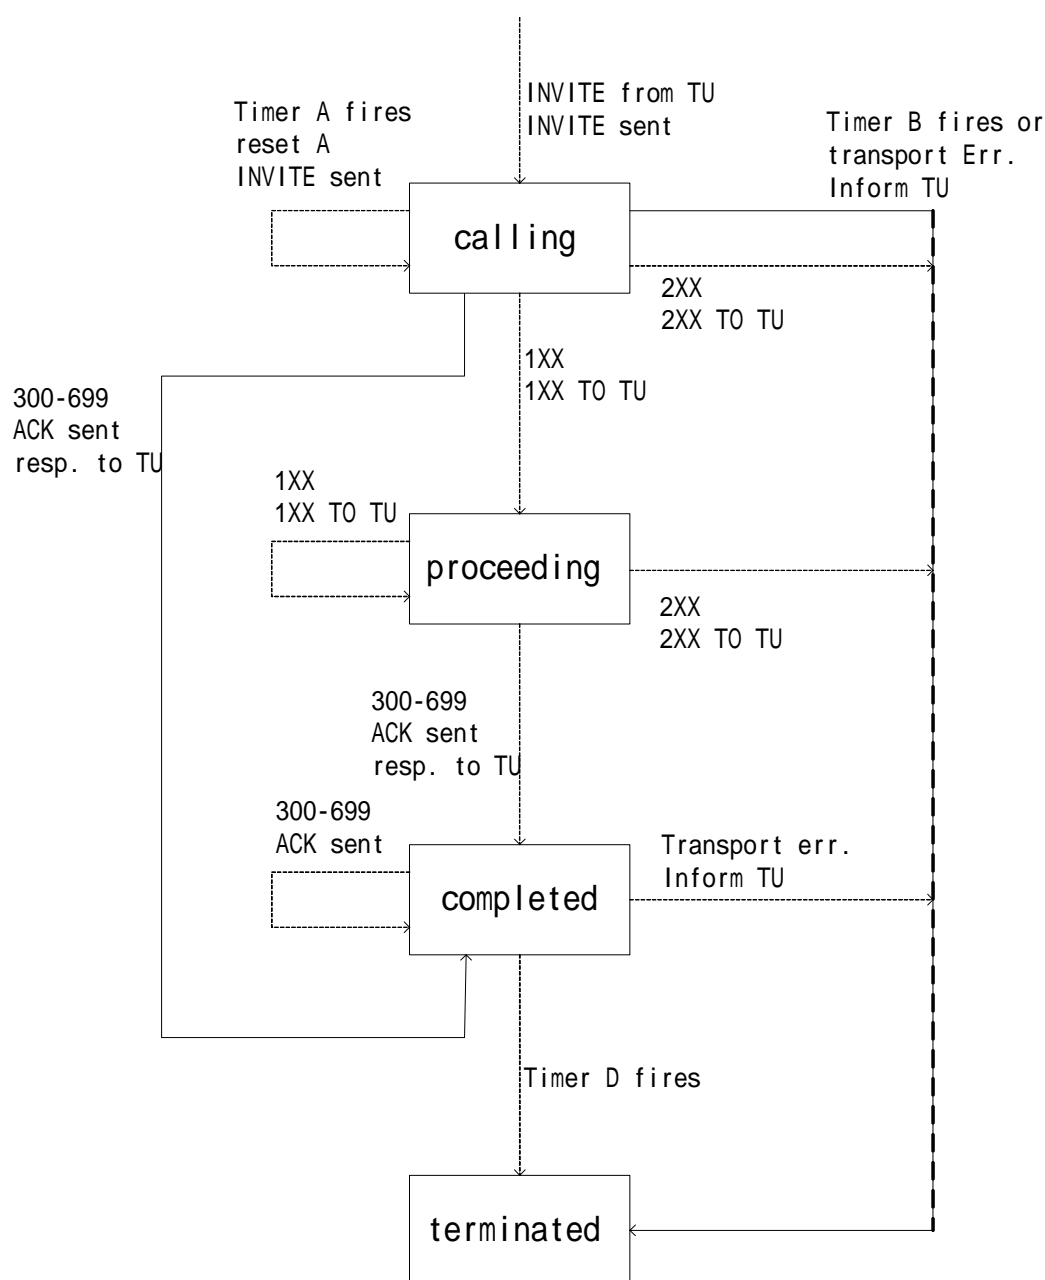 INVITE from TU
INVITE sent
Timer A fires
reset A
INVITE sent
Timer B fires or
transport Err.
Inform TU
calling
2XX
2XX TO TU
1XX
1XX TO TU
300-699
ACK sent
resp. to TU
1XX
1XX TO TU
proceeding
2XX
2XX TO TU
300-699
ACK sent
resp. to TU
300-699
ACK sent
Transport err.
Inform TU
completed
Timer D fires
terminated